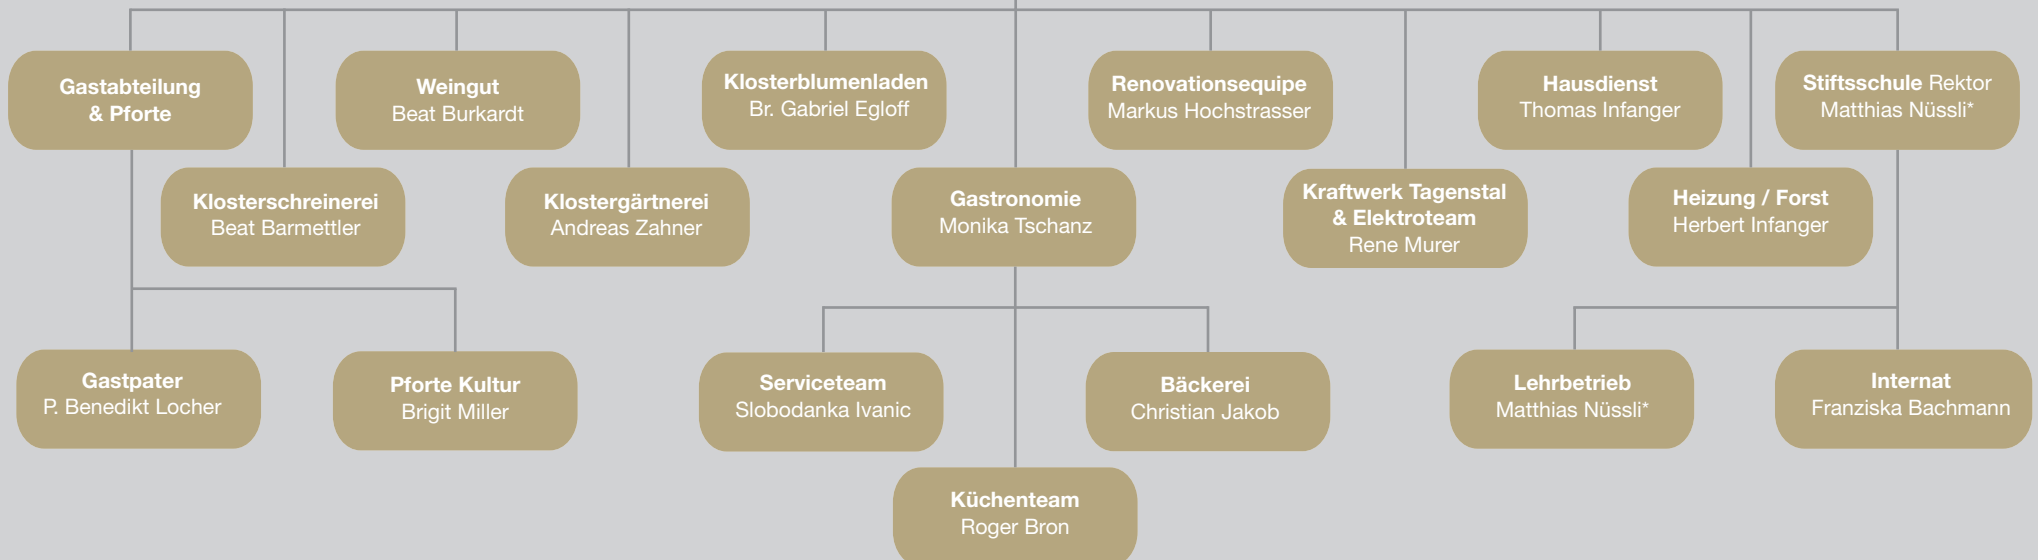 Gastabteilung
& Pforte
Weingut
Beat Burkardt
Klosterblumenladen
Br. Gabriel Egloff
Renovationsequipe
Markus Hochstrasser
Hausdienst
Thomas Infanger
Stiftsschule Rektor
Matthias Nüssli*
Klosterschreinerei
Beat Barmettler
Klostergärtnerei
Andreas Zahner
Gastronomie
Monika Tschanz
Kraftwerk Tagenstal
& Elektroteam
Rene Murer
Heizung / Forst
Herbert Infanger
Gastpater
P. Benedikt Locher
Pforte Kultur
Brigit Miller
Serviceteam
Slobodanka Ivanic
Bäckerei
Christian Jakob
Lehrbetrieb
Matthias Nüssli*
Internat
Franziska Bachmann
Küchenteam
Roger Bron